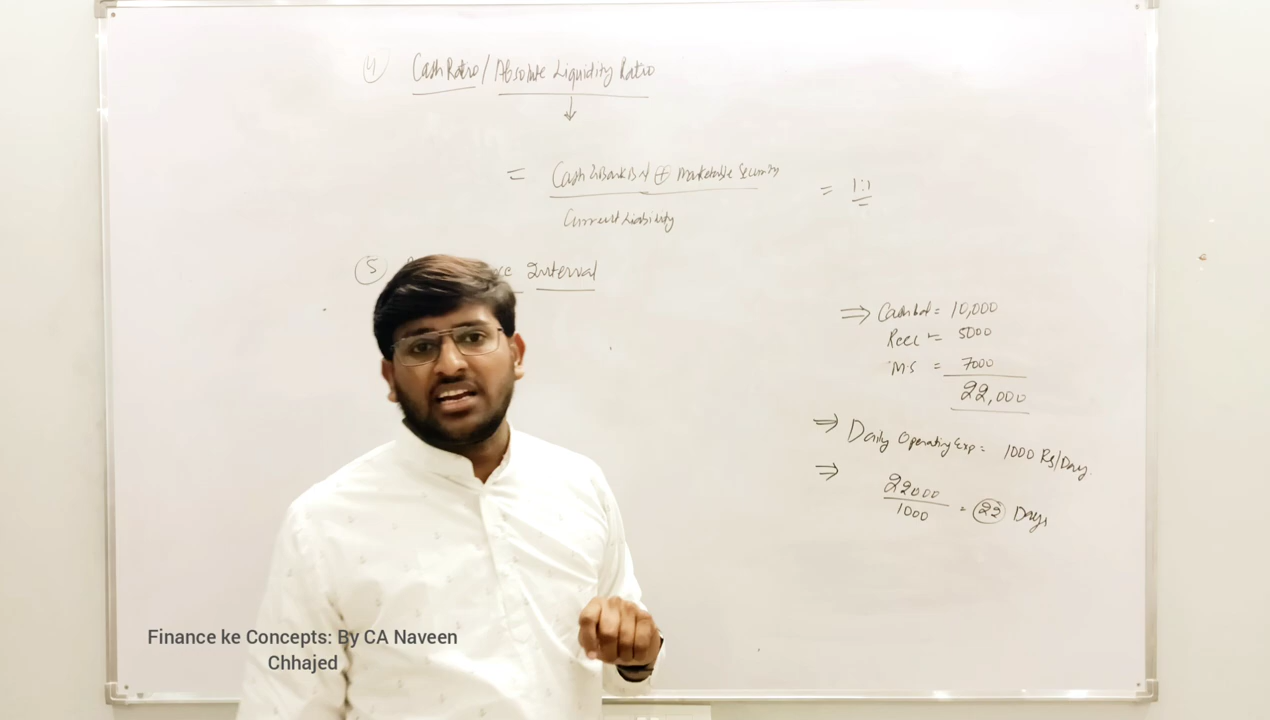 4 Cash Ratio / Absolute Liquidity Ratio
= Cash & Bank Bal + Marketable Security
Current Liability
= 1:1
5 Interval
⇒ Cash bal = 10,000
= 5000
M.S = 7000
22,000
⇒ Daily Operating Exp = 1000 Rs/Day.
⇒ 22000
1000
= 22 Days
Finance ke Concepts: By CA Naveen
Chhajed